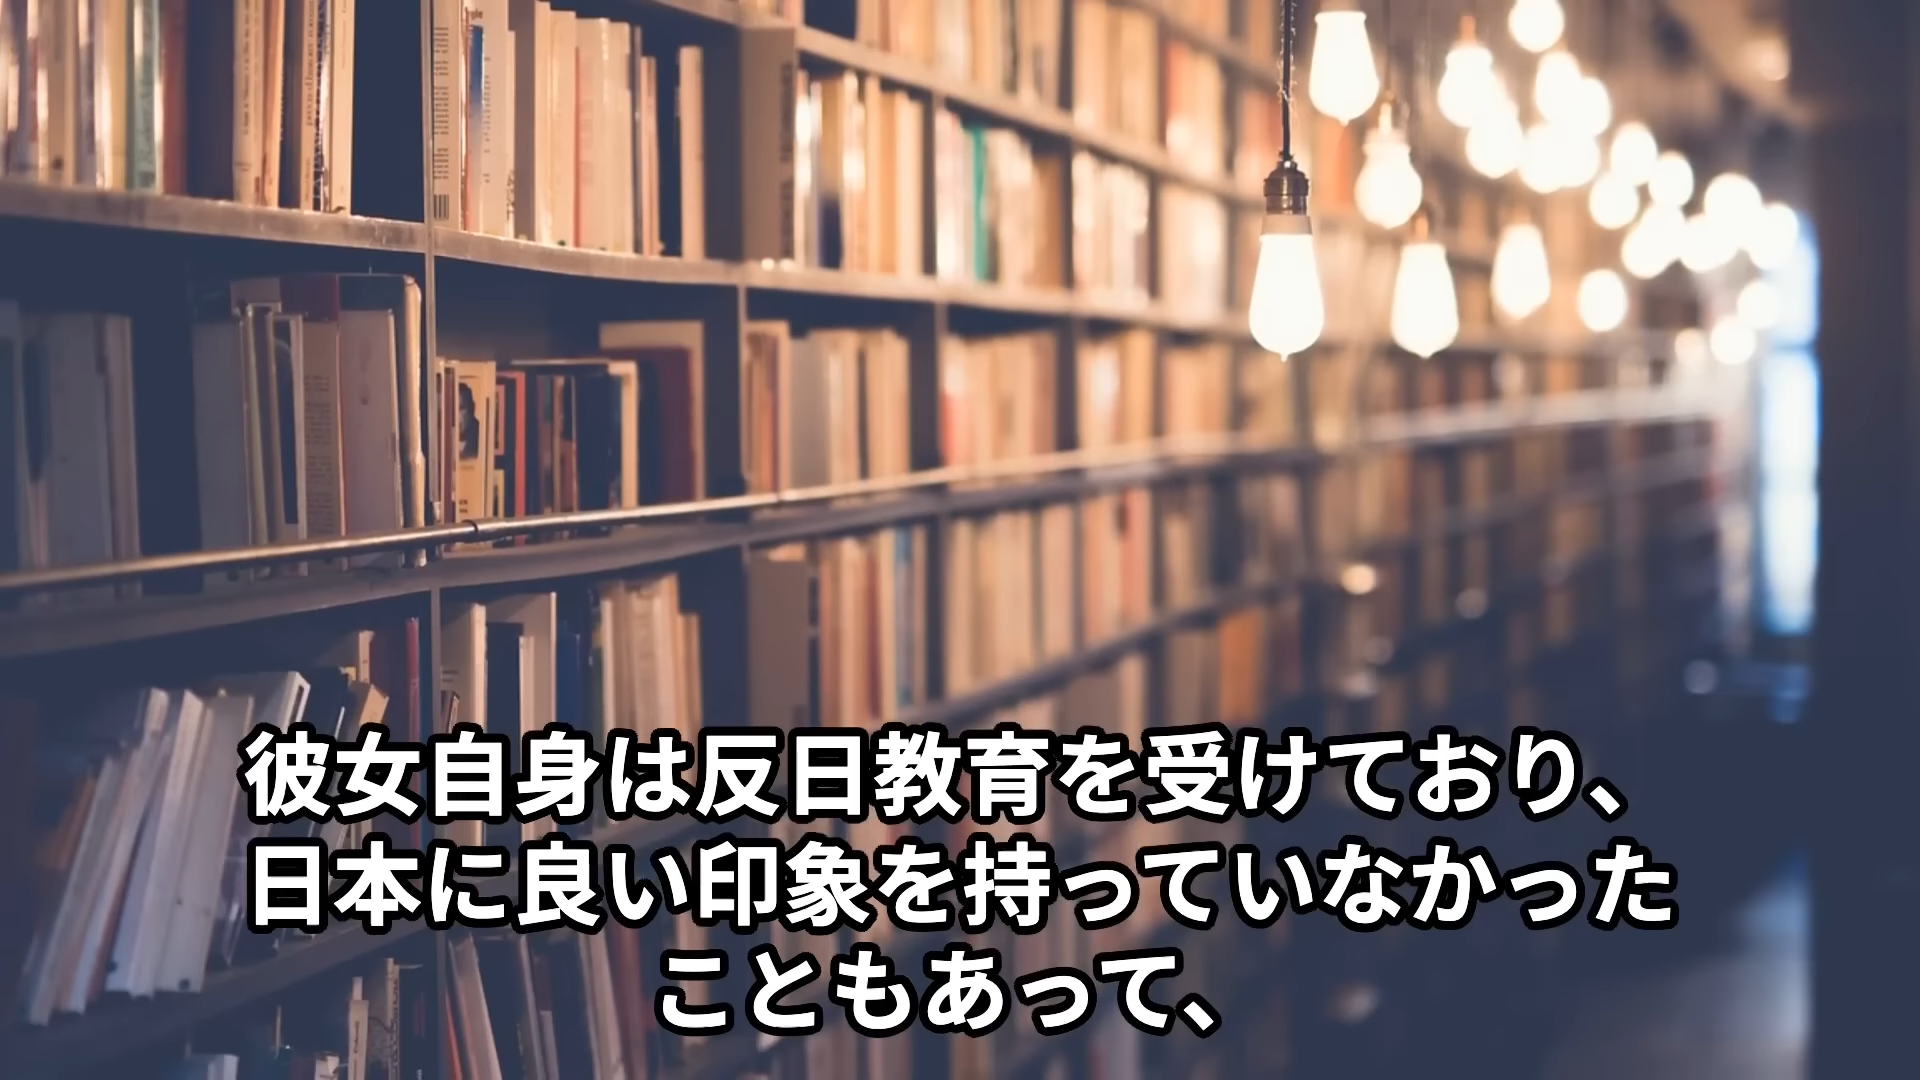 彼女自身は反日教育を受けており、
日本に良い印象を持っていなかった
こともあって、